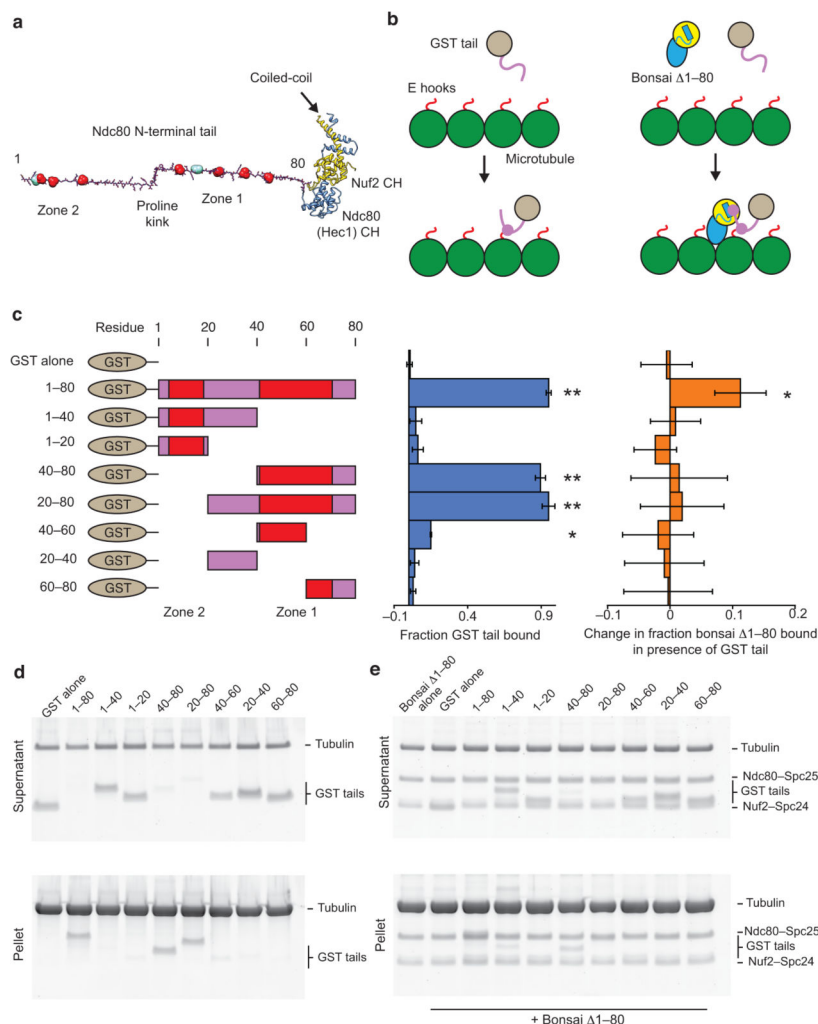 a
Coiled-coil
Ndc80 N-terminal tail
1
80
Nuf2 CH
Zone 2
Proline
kink
Zone 1
Ndc80
(Hec1) CH
b
GST tail
Bonsai Δ1–80
E hooks
Microtubule
c
Residue 1 20 40 60 80
GST alone GST
1–80 GST
1–40 GST
1–20 GST
40–80 GST
20–80 GST
40–60 GST
20–40 GST
60–80 GST
Zone 2 Zone 1
**
**
**
*
–0.1 0.4 0.9
Fraction GST tail bound
*
–0.1 0 0.1 0.2
Change in fraction bonsai Δ1–80 bound
in presence of GST tail
d
GST alone 1–80 1–40 1–20 40–80 20–80 40–60 20–40 60–80
Supernatant
Tubulin
GST tails
Pellet
Tubulin
GST tails
e
Bonsai Δ1–80
alone
GST alone 1–80 1–40 1–20 40–80 20–80 40–60 20–40 60–80
Supernatant
Tubulin
Ndc80–Spc25
GST tails
Nuf2–Spc24
Pellet
Tubulin
Ndc80–Spc25
GST tails
Nuf2–Spc24
+ Bonsai Δ1–80